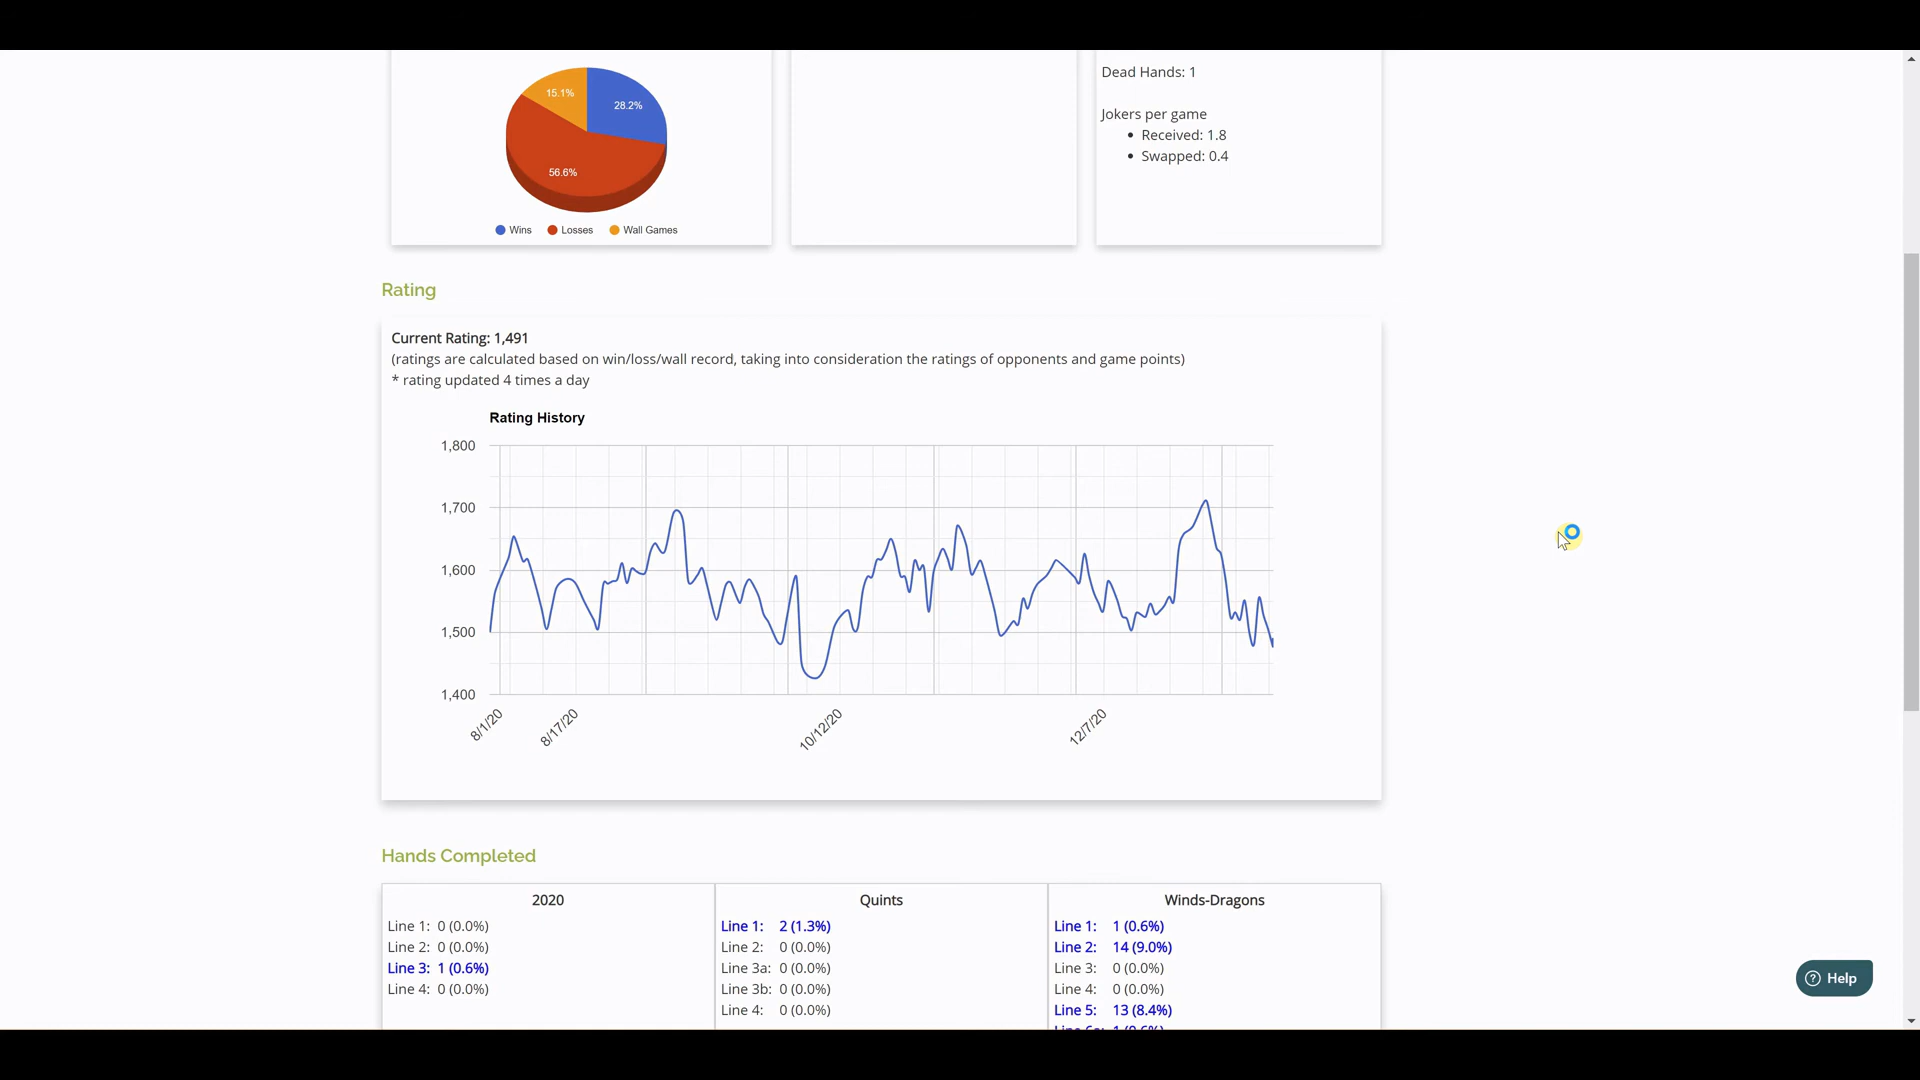 15.1%
28.2%
56.6%
Wins Losses Wall Games
Dead Hands: 1
Jokers per game
Received: 1.8
Swapped: 0.4
Rating
Current Rating: 1,491
(ratings are calculated based on win/loss/wall record, taking into consideration the ratings of opponents and game points)
* rating updated 4 times a day
Rating History
1,800
1,700
1,600
1,500
1,400
8/1/20
8/17/20
10/12/20
12/7/20
Hands Completed
2020
Line 1: 0 (0.0%)
Line 2: 0 (0.0%)
Line 3: 1 (0.6%)
Line 4: 0 (0.0%)
Quints
Line 1: 2 (1.3%)
Line 2: 0 (0.0%)
Line 3a: 0 (0.0%)
Line 3b: 0 (0.0%)
Line 4: 0 (0.0%)
Winds-Dragons
Line 1: 1 (0.6%)
Line 2: 14 (9.0%)
Line 3: 0 (0.0%)
Line 4: 0 (0.0%)
Line 5: 13 (8.4%)
Help